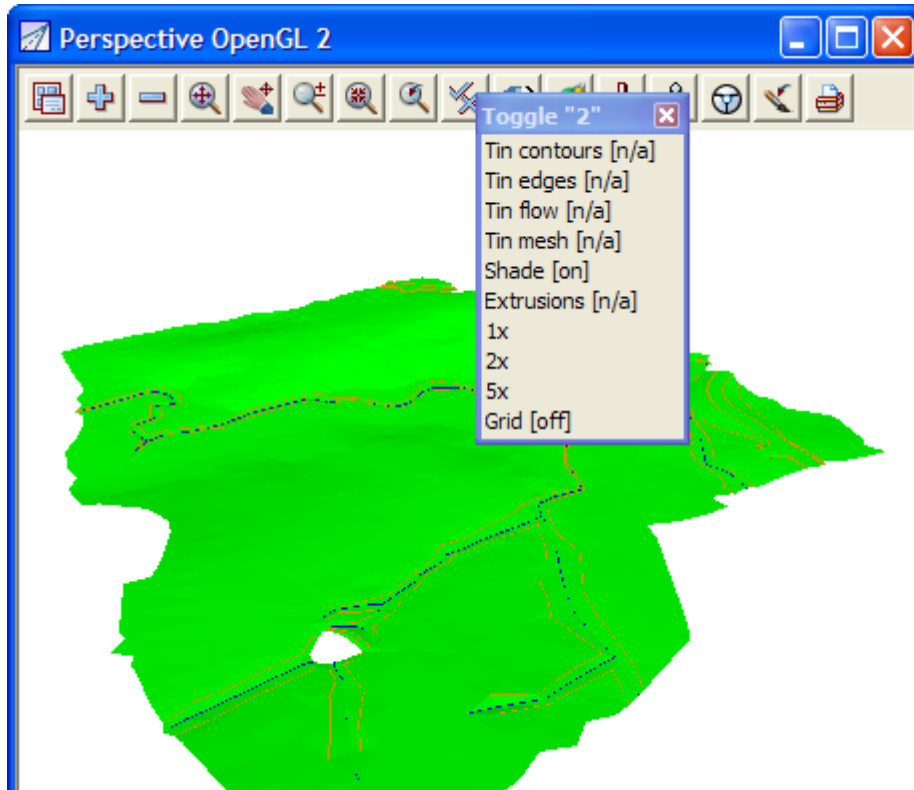 Perspective OpenGL 2
Toggle "2"
Tin contours [n/a]
Tin edges [n/a]
Tin flow [n/a]
Tin mesh [n/a]
Shade [on]
Extrusions [n/a]
1x
2x
5x
Grid [off]